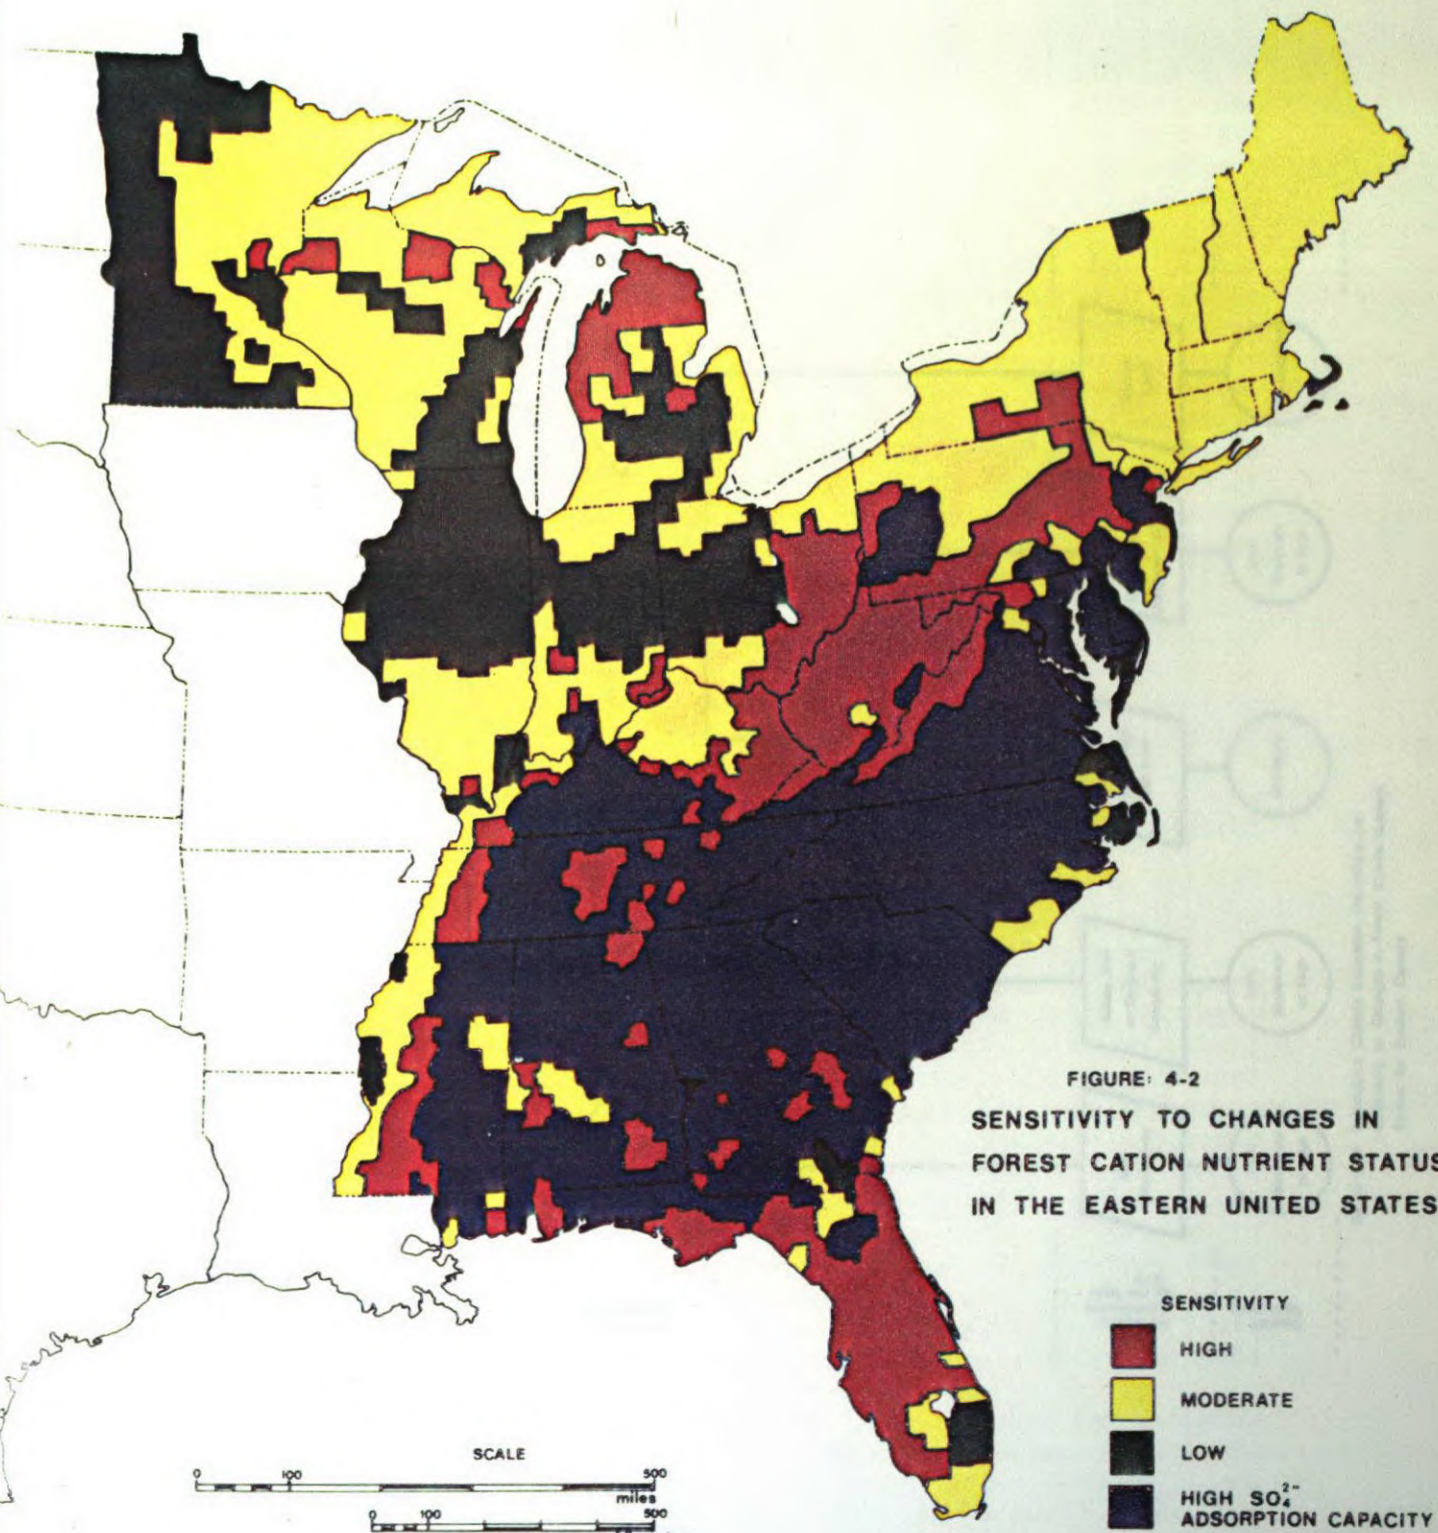 FIGURE: 4-2
SENSITIVITY TO CHANGES IN
FOREST CATION NUTRIENT STATUS
IN THE EASTERN UNITED STATES
SENSITIVITY
HIGH
MODERATE
LOW
HIGH SO₄²⁻
ADSORPTION CAPACITY
SCALE
0 100 500
miles
0 100 500